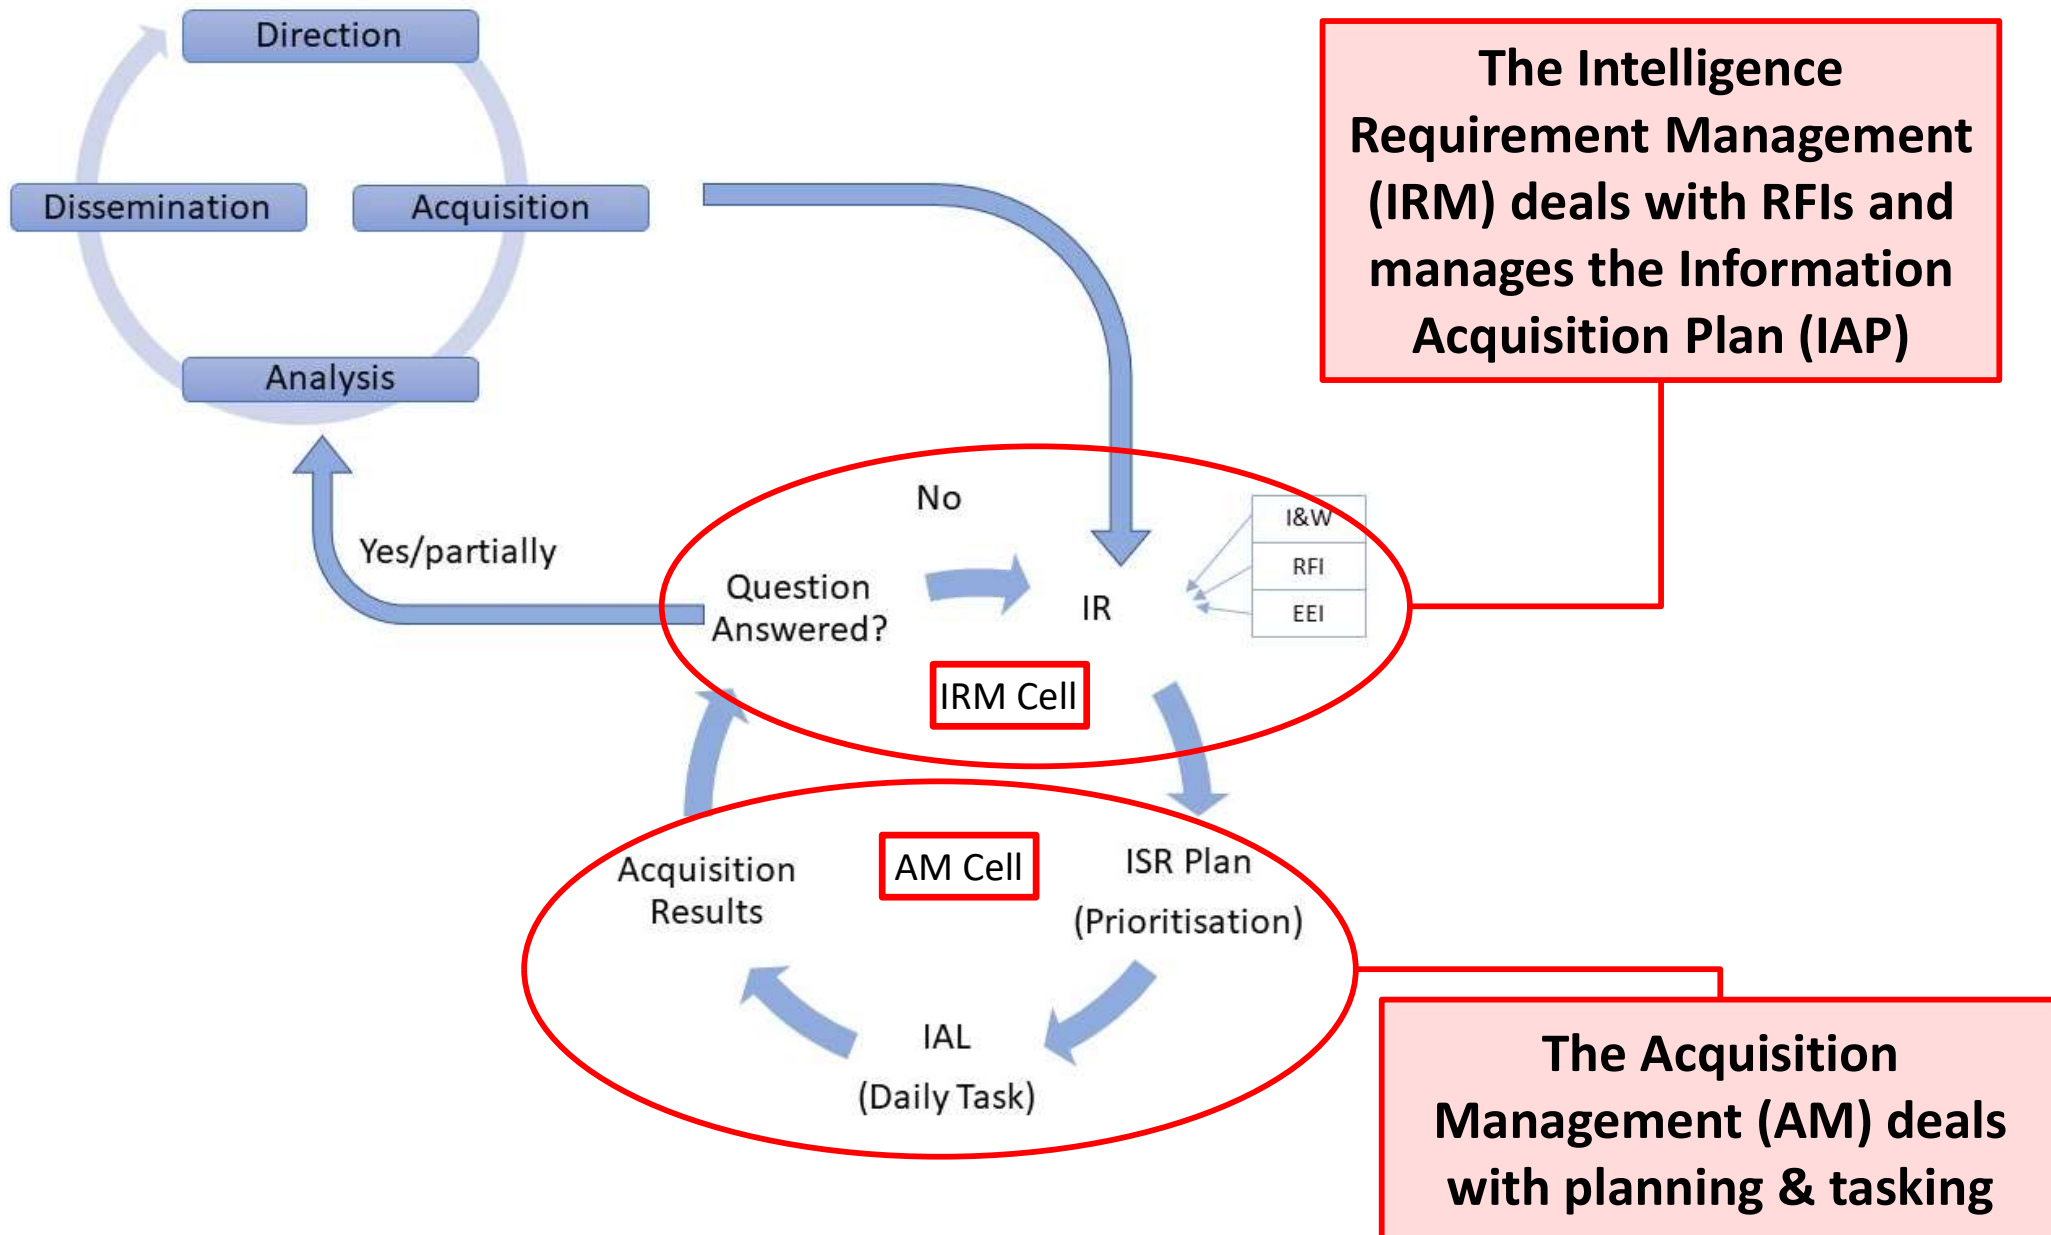 Direction
Dissemination
Acquisition
Analysis
The Intelligence
Requirement Management
(IRM) deals with RFIs and
manages the Information
Acquisition Plan (IAP)
No
Yes/partially
Question
Answered?
IR
I&W
RFI
EEI
IRM Cell
AM Cell
Acquisition
Results
ISR Plan
(Prioritisation)
IAL
(Daily Task)
The Acquisition
Management (AM) deals
with planning & tasking